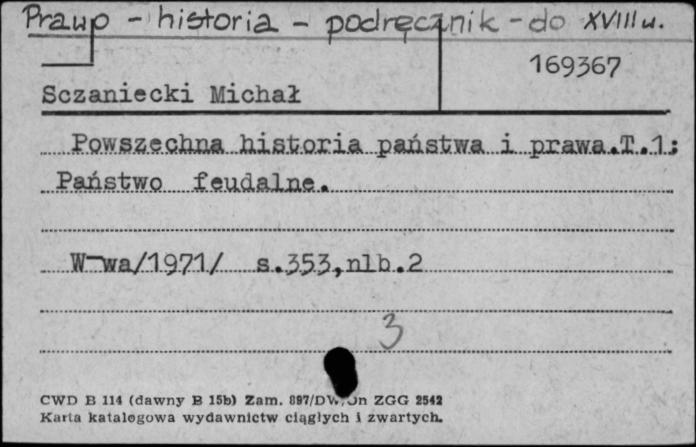 Prawo - historia - podręcznik - do XVIII w.
169367
Sczaniecki Michał
Powszechna historia państwa i prawa.T.1:
Państwo feudalne.
W-wa/1971/ s.353,nlb.2
3
CWD B 114 (dawny B 15b) Zam. 897/DW/ ZGG 2542
Karta katalogowa wydawnictw ciągłych i zwartych.